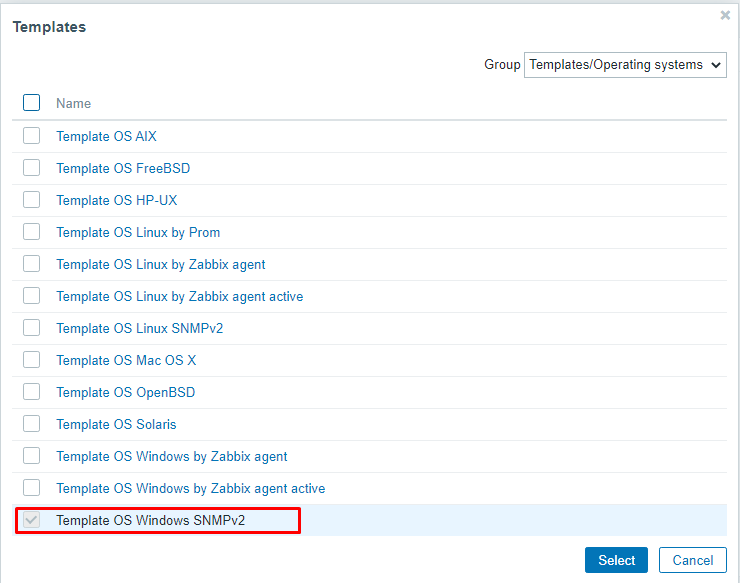 Templates
Group Templates/Operating systems
Name
Template OS AIX
Template OS FreeBSD
Template OS HP-UX
Template OS Linux by Prom
Template OS Linux by Zabbix agent
Template OS Linux by Zabbix agent active
Template OS Linux SNMPv2
Template OS Mac OS X
Template OS OpenBSD
Template OS Solaris
Template OS Windows by Zabbix agent
Template OS Windows by Zabbix agent active
Template OS Windows SNMPv2
Select Cancel